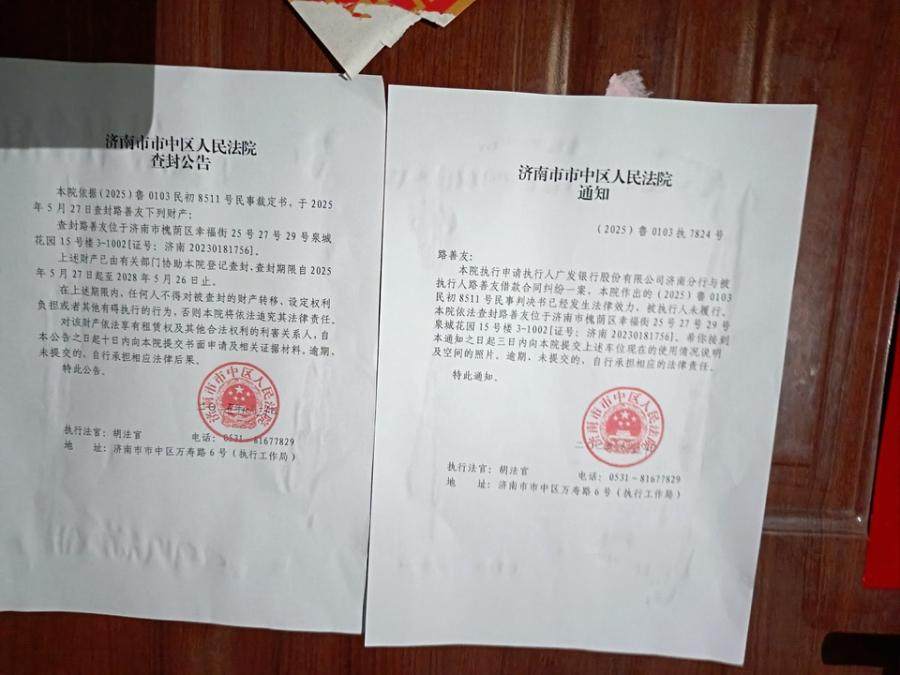 济南市市中区人民法院
查封公告
本院依据(2025)鲁0103民初8511号民事裁定书，于2025
年5月27日查封路善友下列财产：
查封路善友位于济南市槐荫区幸福街25号27号29号泉城
花园15号楼3-1002[证号：济南20230181756]。
上述财产已由有关部门协助本院登记查封，查封期限自2025
年5月27日起至2028年5月26日止。
在上述期限内，任何人不得对被查封的财产转移，设定权利
负担或者其他有碍执行的行为，否则本院将依法追究其法律责任。
对该财产依法享有租赁权及其他合法权利的利害关系人，自
本公告之日起十日内向本院提交书面申请及相关证据材料。逾期、
未提交的，自行承担相应法律后果。
特此公告。
济南市市中区人民法院
执行法官：胡法官 电话：0531-81677829
地 址：济南市市中区万寿路6号（执行工作局）
济南市市中区人民法院
通知
(2025)鲁0103执7824号
路善友：
本院执行申请执行人广发银行股份有限公司济南分行与被
执行人路善友借款合同纠纷一案，本院作出的(2025)鲁0103
民初8511号民事判决书已经发生法律效力，被执行人未履行。
本院依法查封路善友位于济南市槐荫区幸福街25号27号29号
泉城花园15号楼3-1002[证号：济南20230181756]。希你接到
本通知之日起三日内向本院提交上述车位现在的使用情况说明
及空间的照片。逾期、未提交的，自行承担相应的法律责任。
特此通知。
济南市市中区人民法院
执行法官：胡法官 电话：0531-81677829
地 址：济南市市中区万寿路6号（执行工作局）